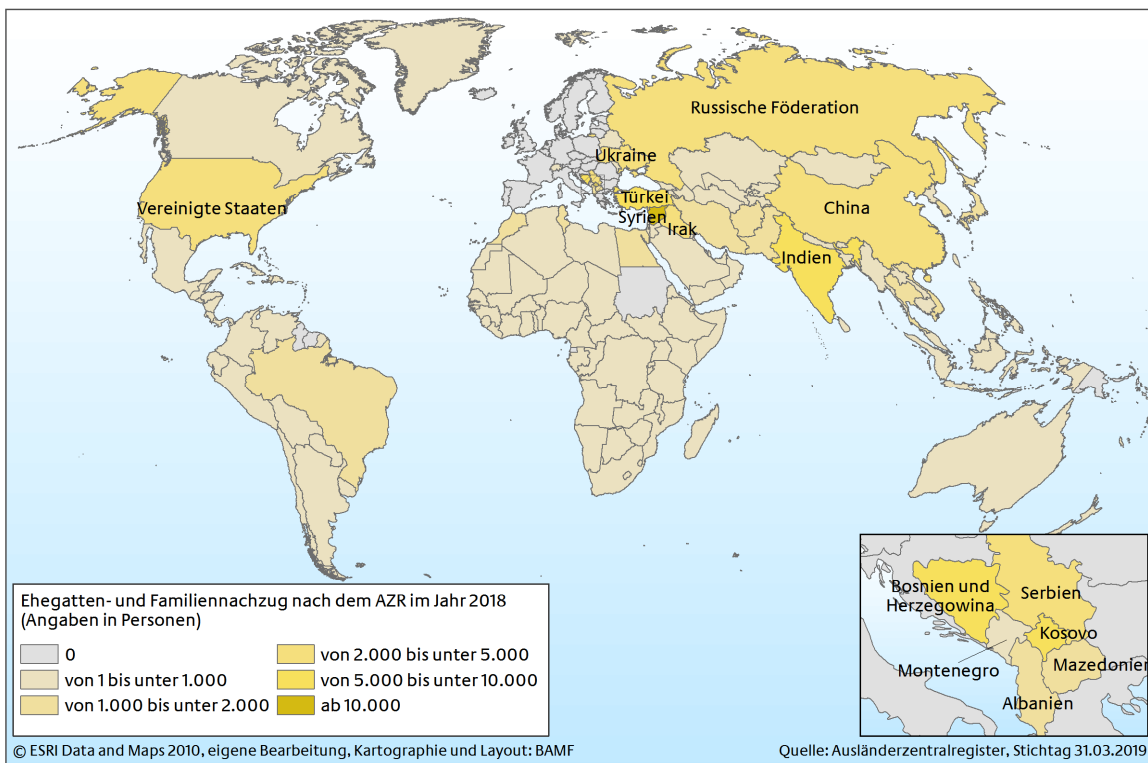 Russische Föderation
Ukraine
Vereinigte Staaten
Türkei
Syrien
Irak
China
Indien
Bosnien und
Herzegowina
Serbien
Kosovo
Montenegro
Mazedonien
Albanien
Ehegatten- und Familiennachzug nach dem AZR im Jahr 2018
(Angaben in Personen)
0
von 1 bis unter 1.000
von 1.000 bis unter 2.000
von 2.000 bis unter 5.000
von 5.000 bis unter 10.000
ab 10.000
© ESRI Data and Maps 2010, eigene Bearbeitung, Kartographie und Layout: BAMF
Quelle: Ausländerzentralregister, Stichtag 31.03.2019